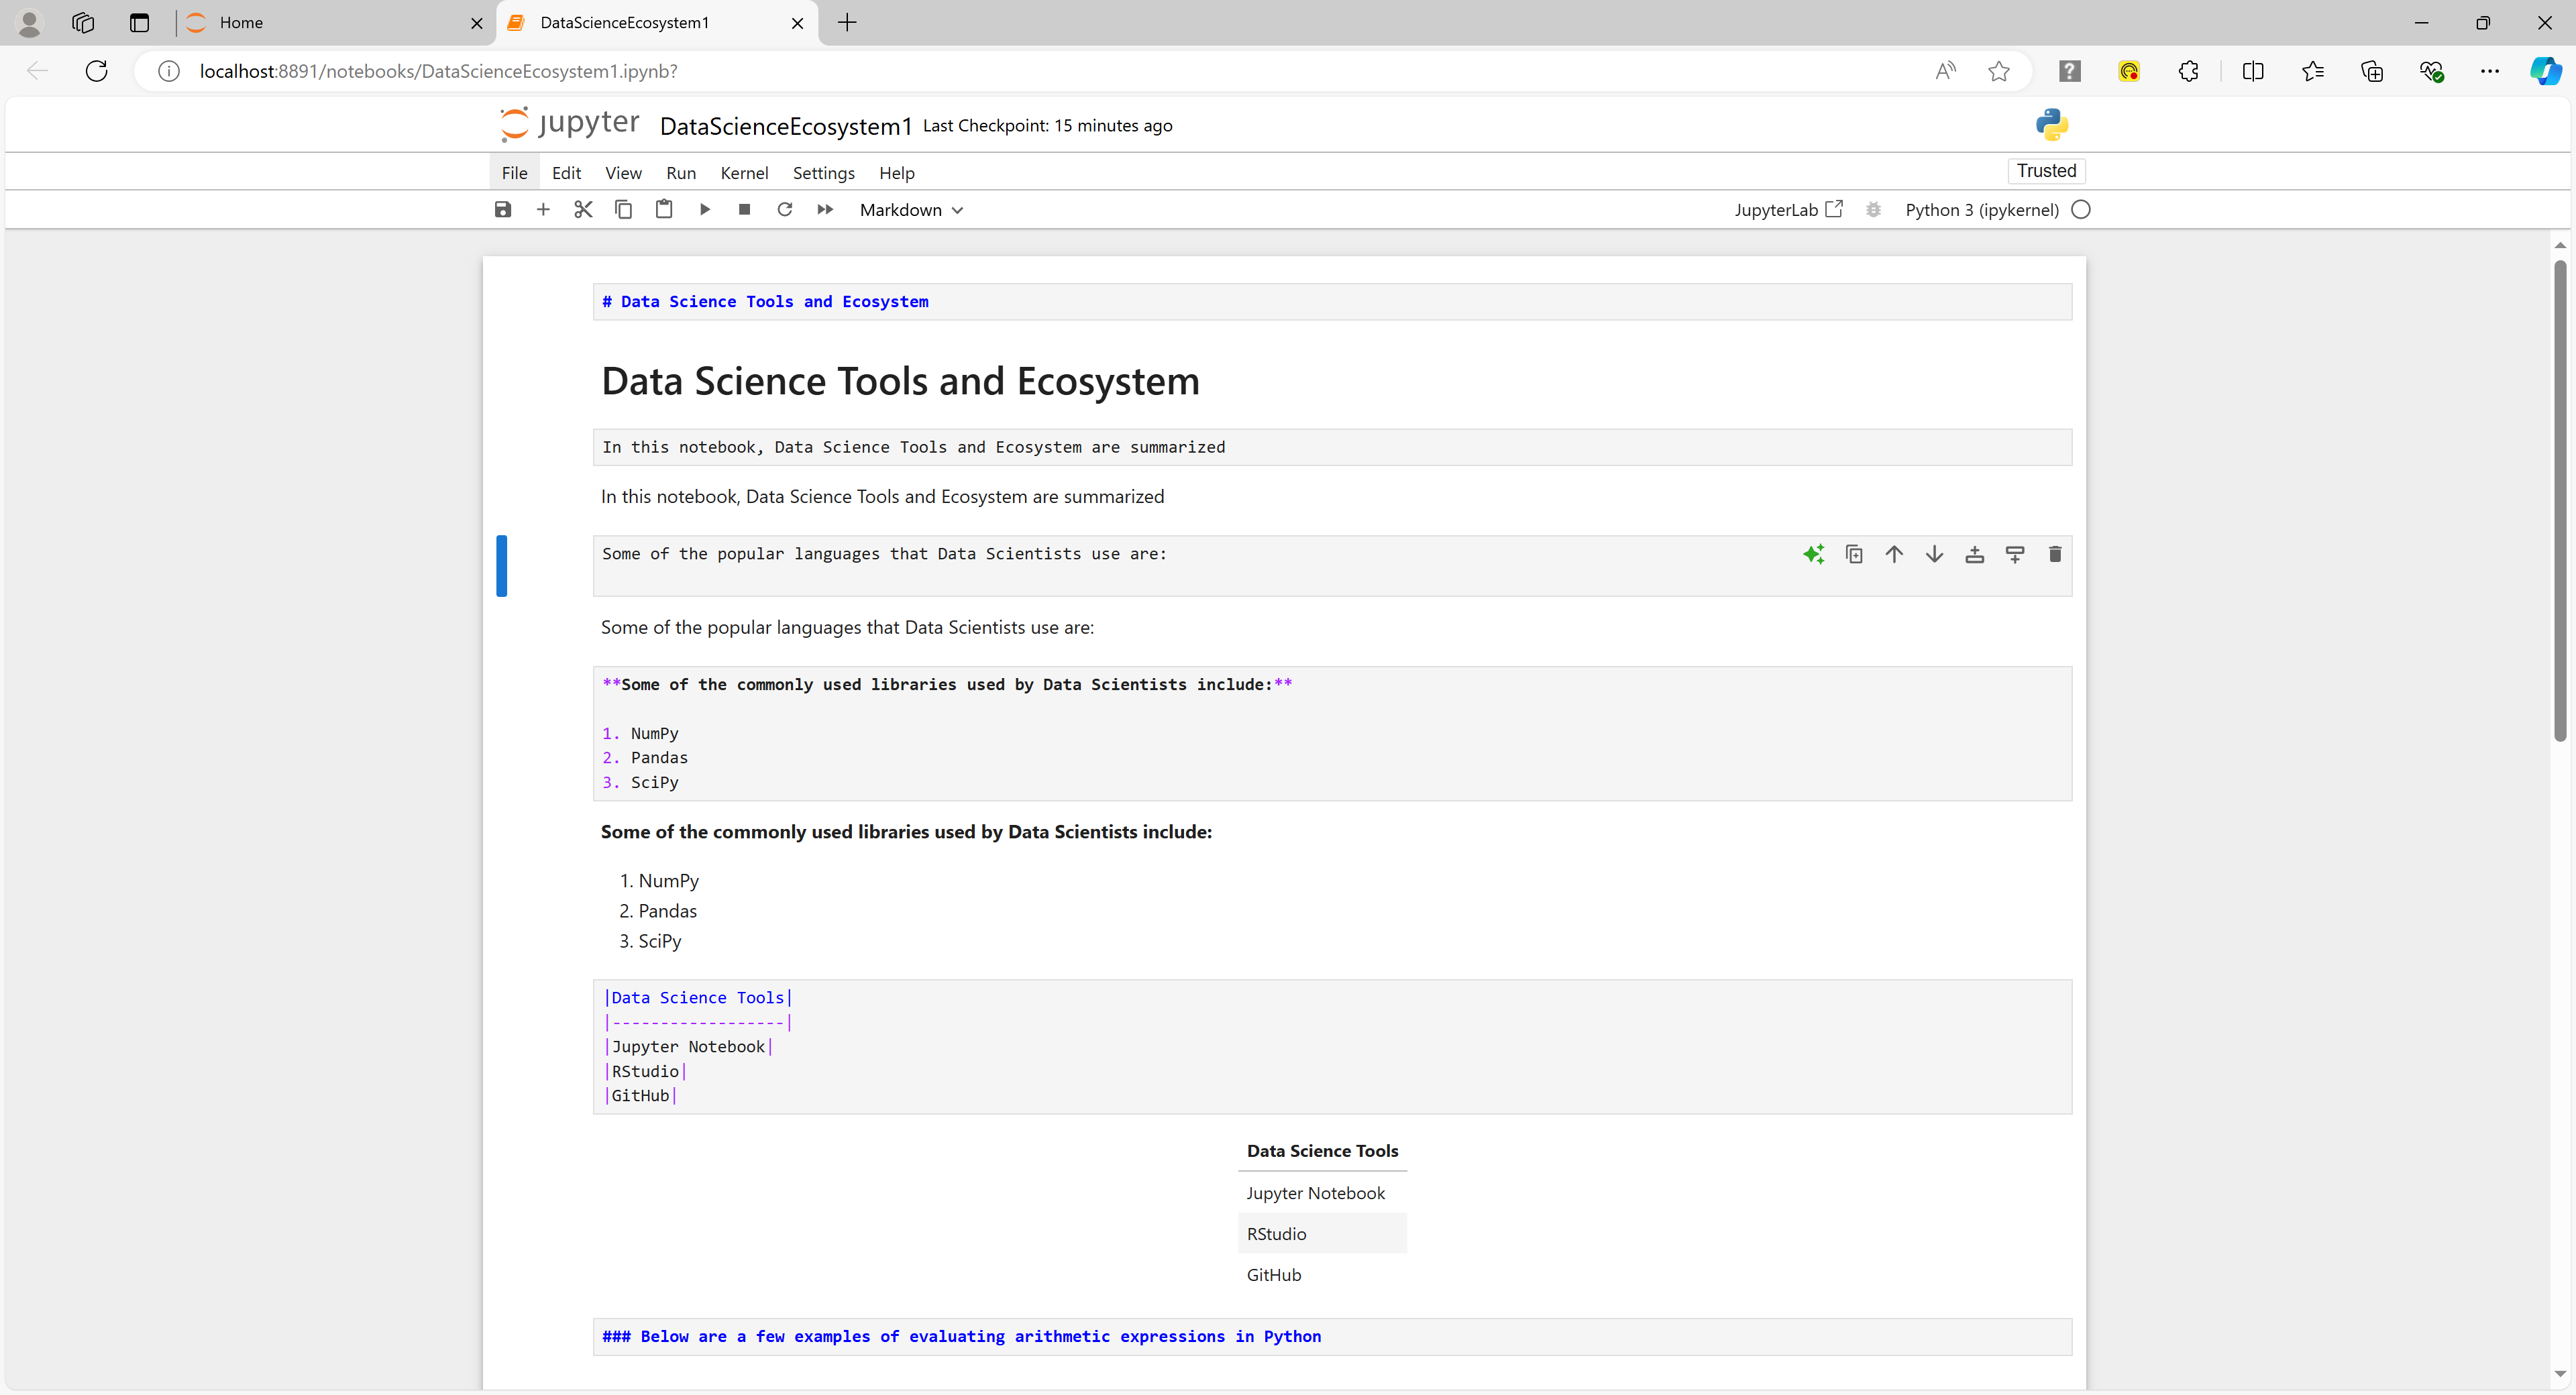 Home
DataScienceEcosystem1
localhost:8891/notebooks/DataScienceEcosystem1.ipynb?
jupyter DataScienceEcosystem1 Last Checkpoint: 15 minutes ago
File Edit View Run Kernel Settings Help
Trusted
Markdown
JupyterLab
Python 3 (ipykernel)
# Data Science Tools and Ecosystem
Data Science Tools and Ecosystem
In this notebook, Data Science Tools and Ecosystem are summarized
In this notebook, Data Science Tools and Ecosystem are summarized
Some of the popular languages that Data Scientists use are:
Some of the popular languages that Data Scientists use are:
**Some of the commonly used libraries used by Data Scientists include:**
1. NumPy
2. Pandas
3. SciPy
Some of the commonly used libraries used by Data Scientists include:
1. NumPy
2. Pandas
3. SciPy
|Data Science Tools|
|------------------|
|Jupyter Notebook|
|RStudio|
|GitHub|
Data Science Tools
Jupyter Notebook
RStudio
GitHub
### Below are a few examples of evaluating arithmetic expressions in Python